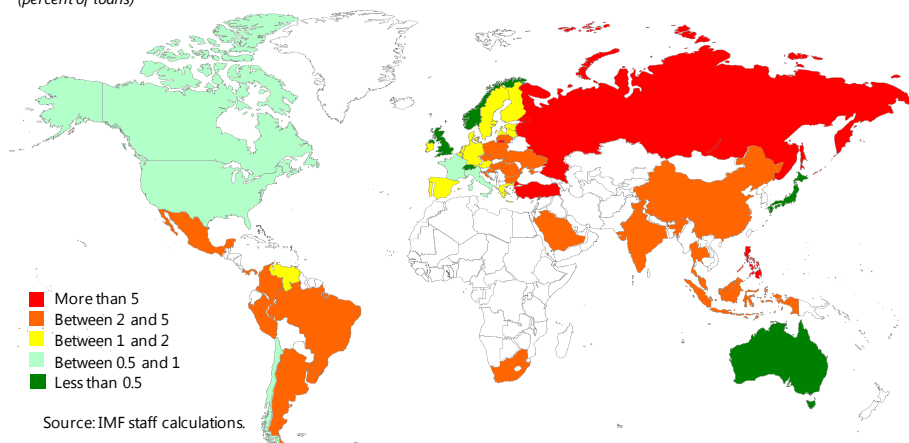 (percent of loans)
More than 5
Between 2 and 5
Between 1 and 2
Between 0.5 and 1
Less than 0.5
Source: IMF staff calculations.